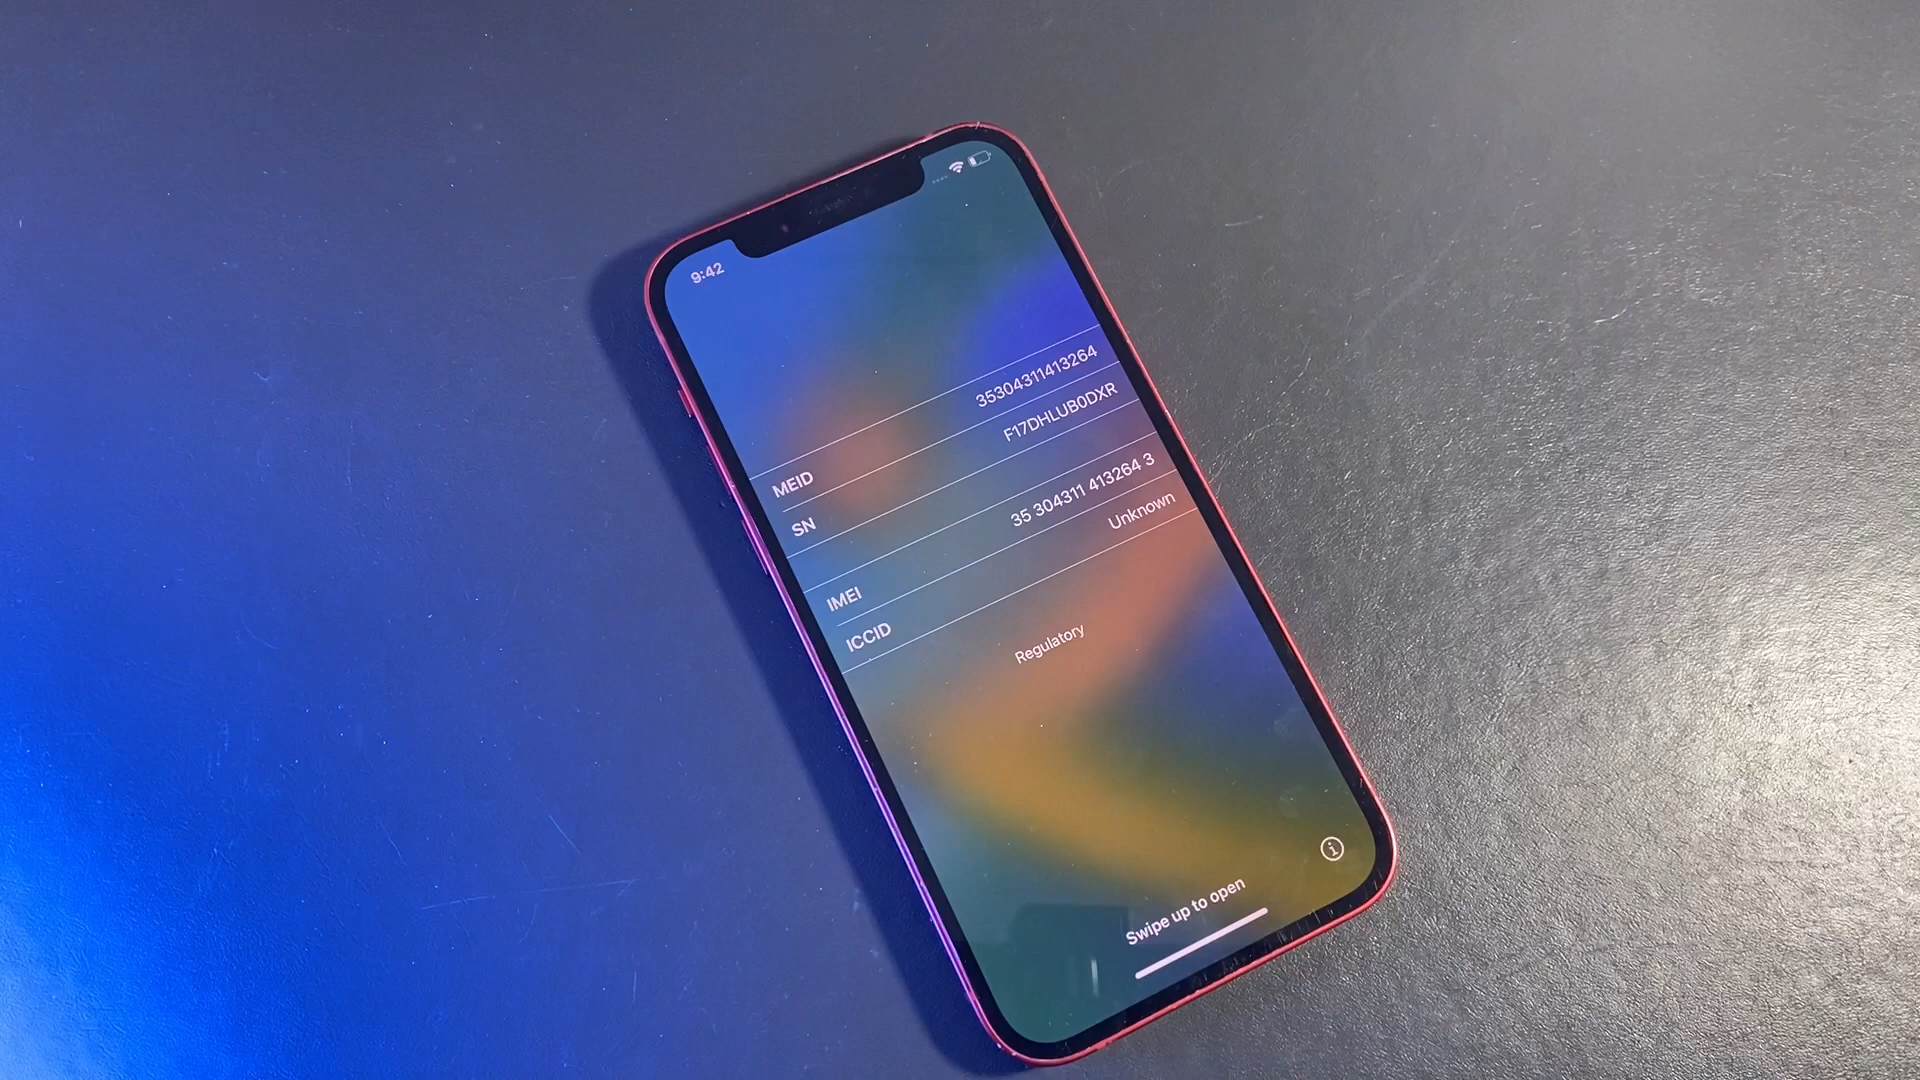 9:42
MEID 35304311413264
SN F17DHLUB0DXR
IMEI 35 304311 413264 3
ICCID Unknown
Regulatory
Swipe up to open